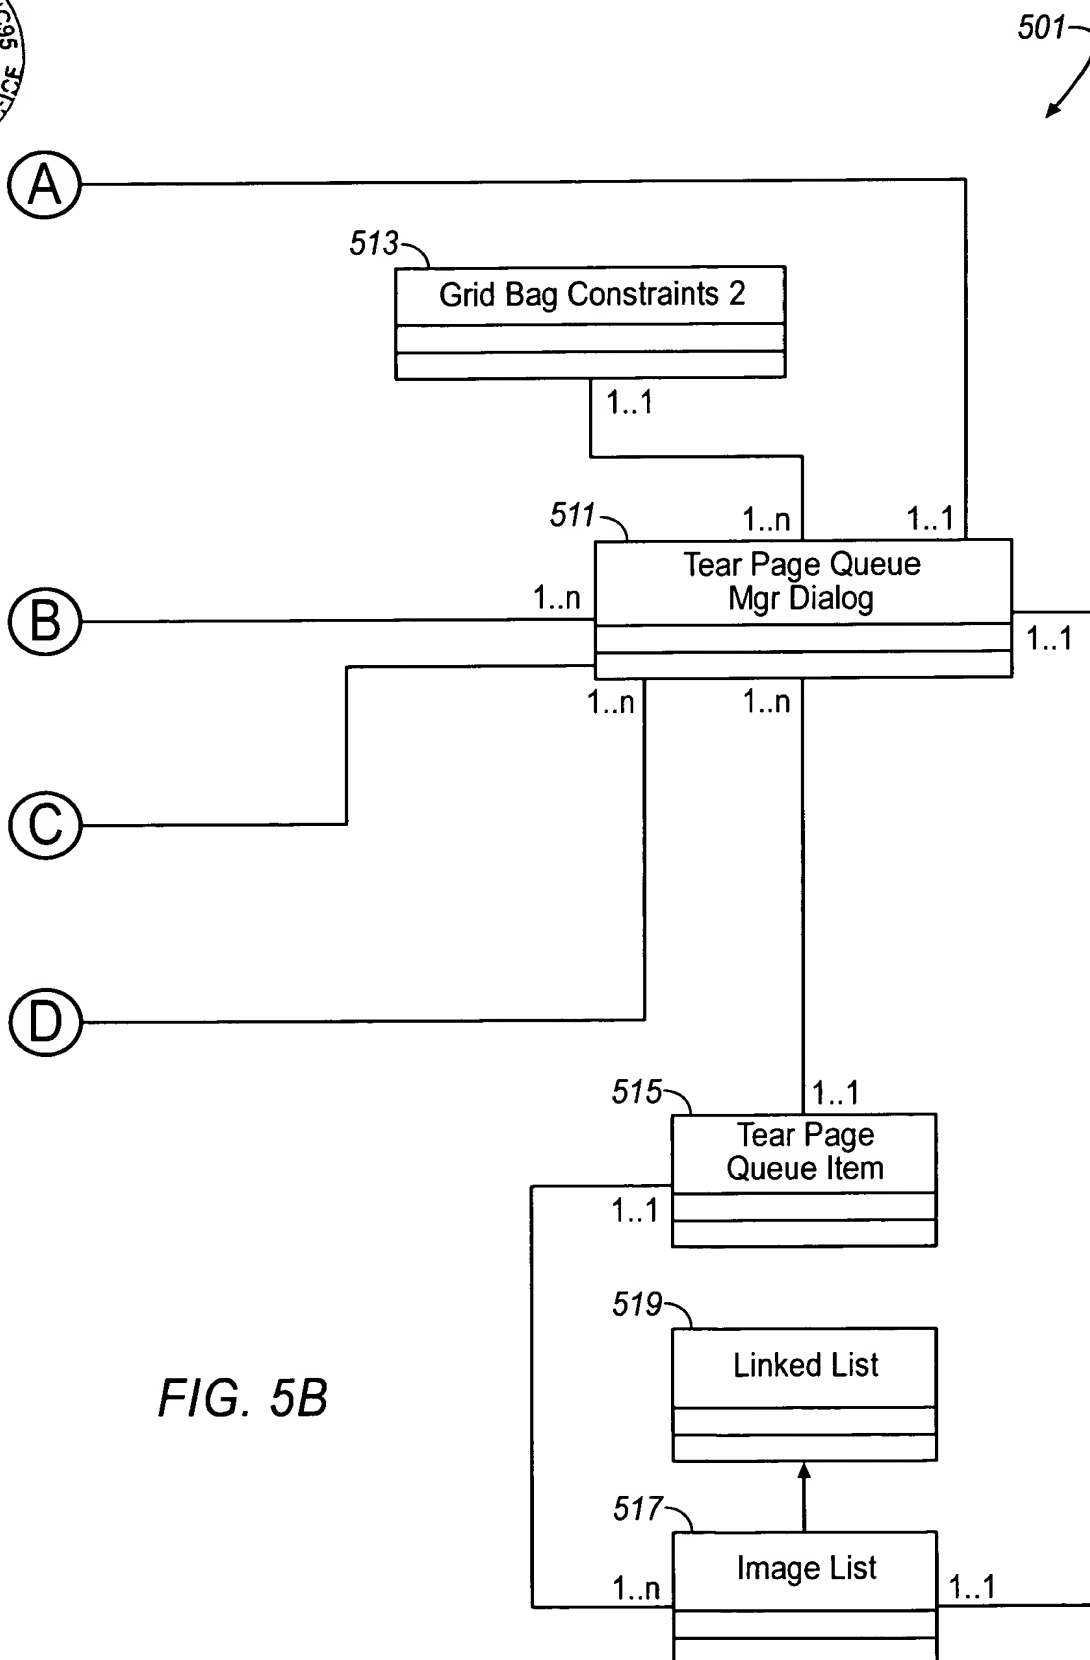 501
A
513
Grid Bag Constraints 2
1..1
511
1..n
1..1
Tear Page Queue
Mgr Dialog
B
1..n
1..1
1..n
1..n
C
D
515
1..1
Tear Page
Queue Item
1..1
519
Linked List
FIG. 5B
517
Image List
1..n
1..1